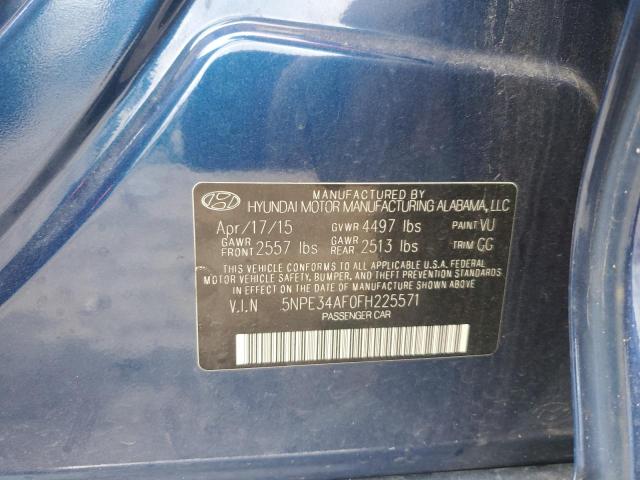 MANUFACTURED BY
HYUNDAI MOTOR MANUFACTURING ALABAMA, LLC
Apr/17/15 GVWR 4497 lbs PAINT VU
GAWR FRONT 2557 lbs GAWR REAR 2513 lbs TRIM GG
THIS VEHICLE CONFORMS TO ALL APPLICABLE U.S.A. FEDERAL
MOTOR VEHICLE SAFETY, BUMPER, AND THEFT PREVENTION STANDARDS
IN EFFECT ON THE DATE OF MANUFACTURE SHOWN ABOVE.
V.I.N 5NPE34AF0FH225571
PASSENGER CAR